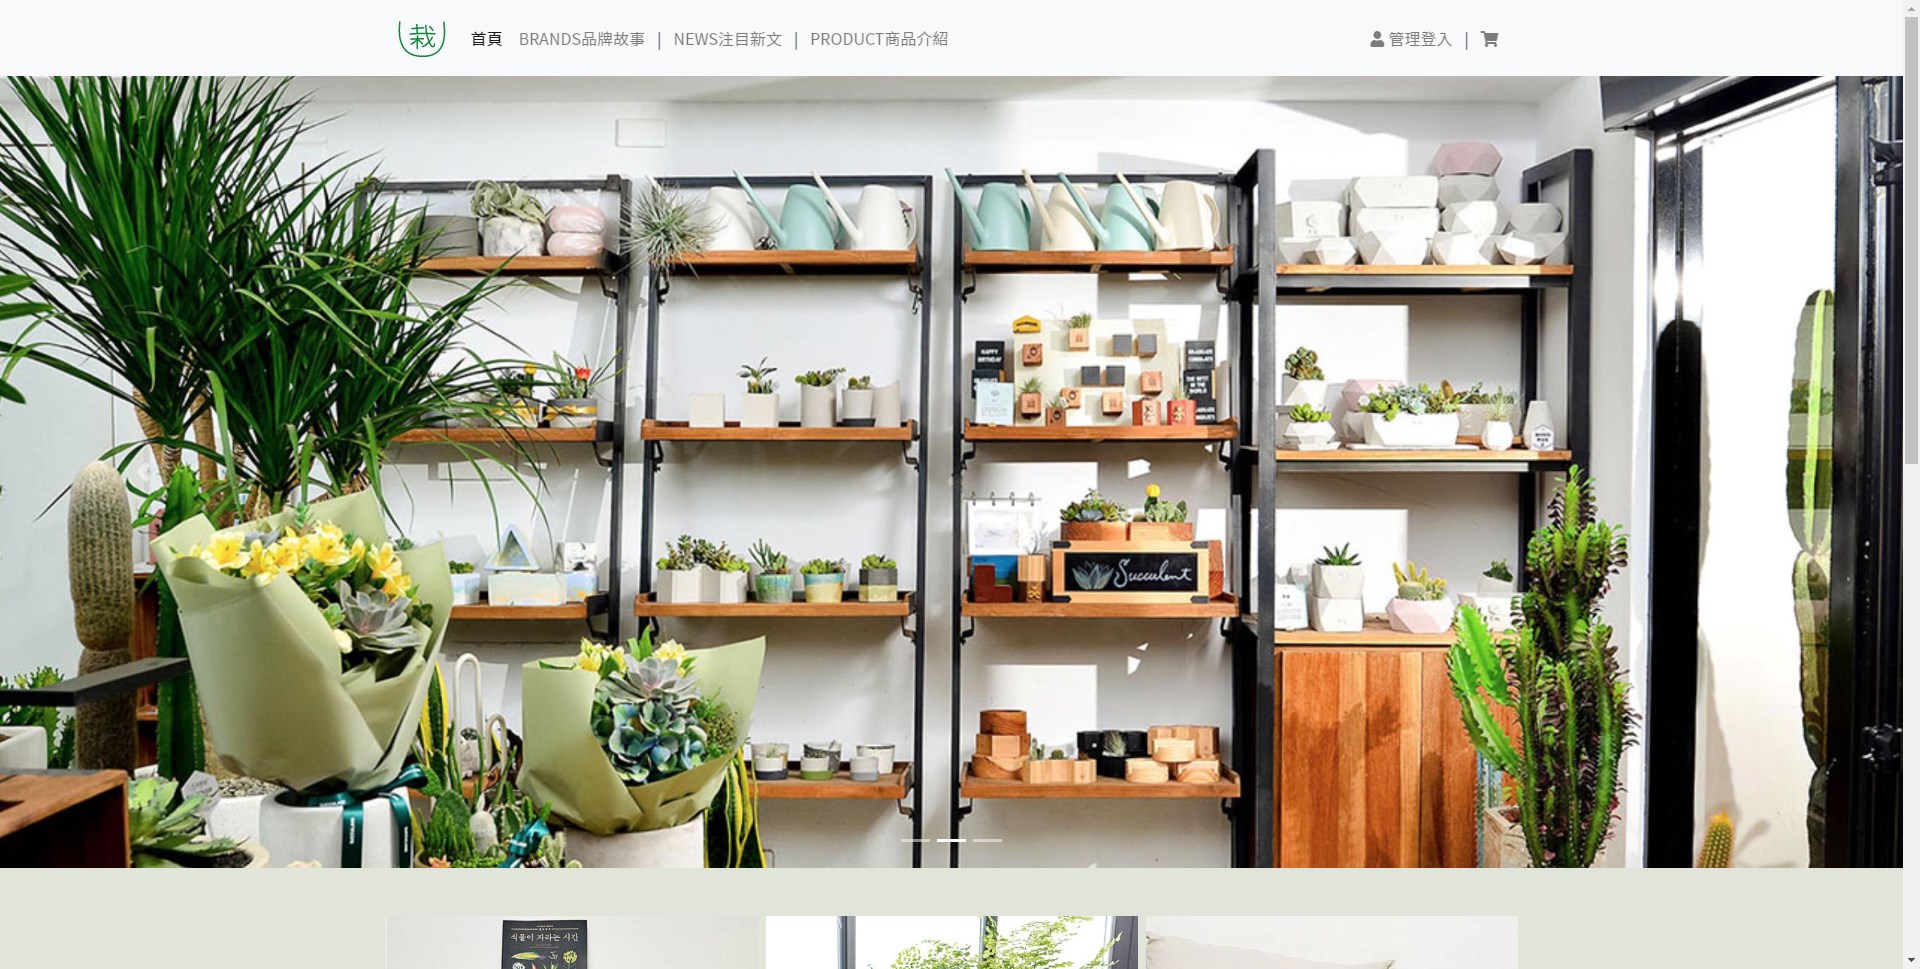 栽
首頁 BRANDS品牌故事 | NEWS注目新文 | PRODUCT商品介紹
管理登入 |
HAPPY
BIRTHDAY
Succulent
식물이 자라는 시간